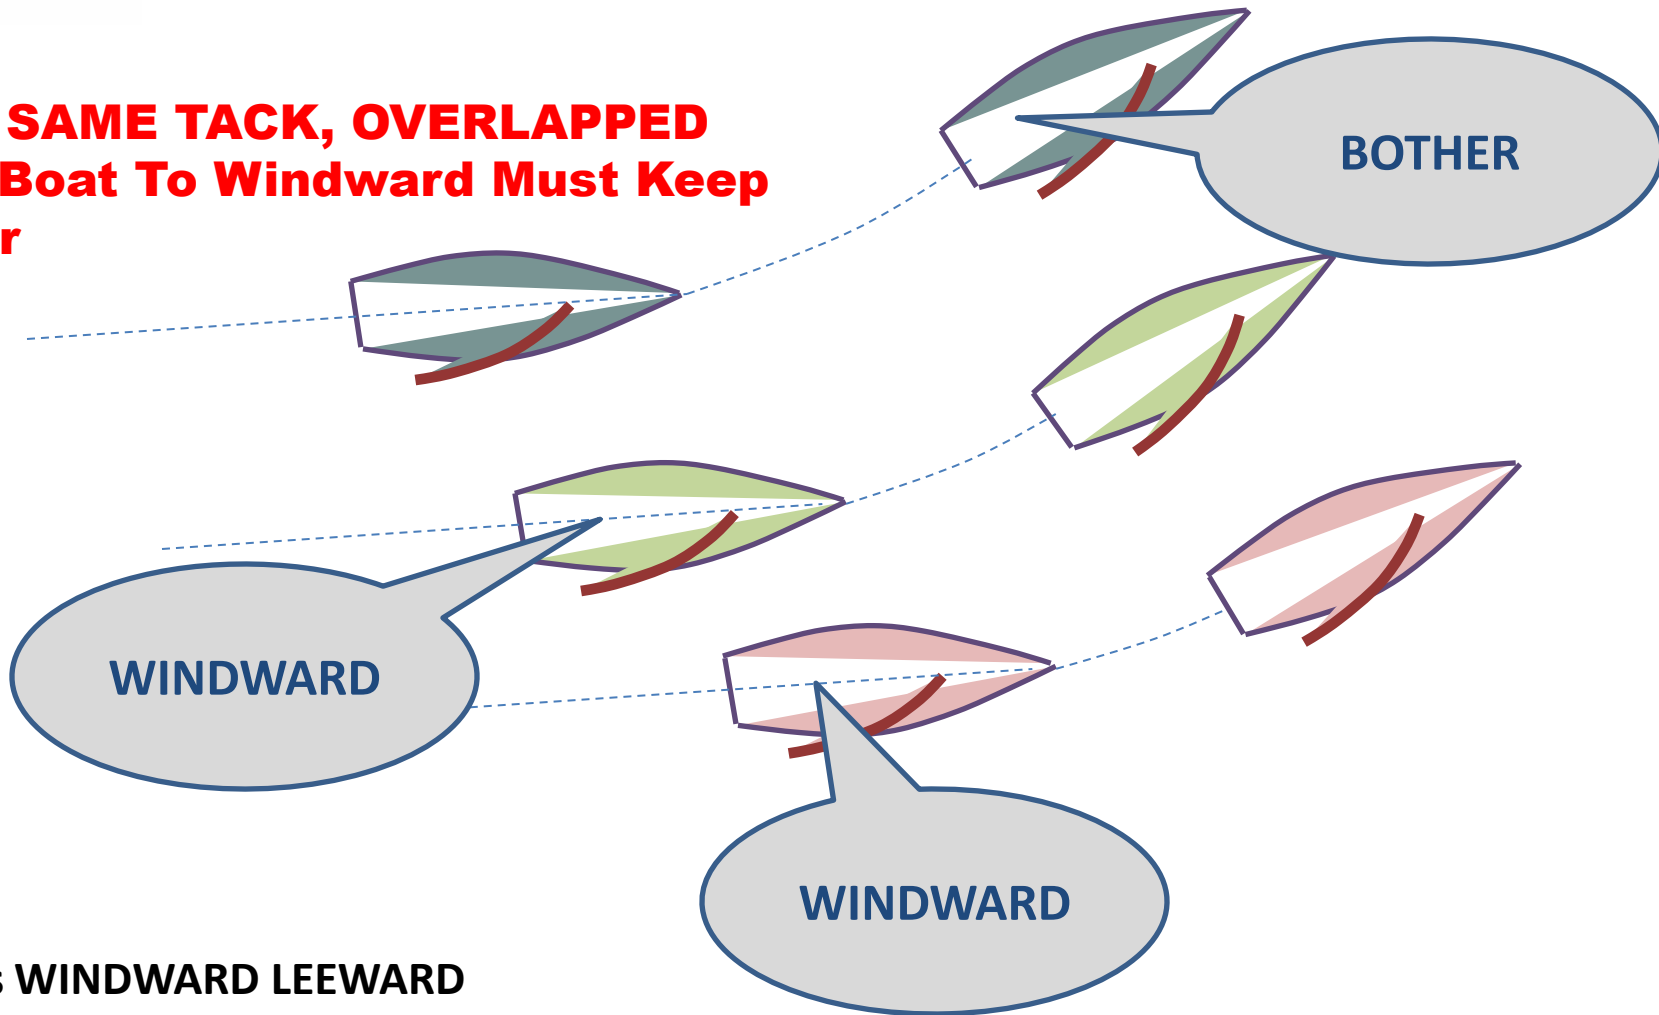 SAME TACK, OVERLAPPED
Boat To Windward Must Keep
r
BOTHER
WINDWARD
WINDWARD
s WINDWARD LEEWARD